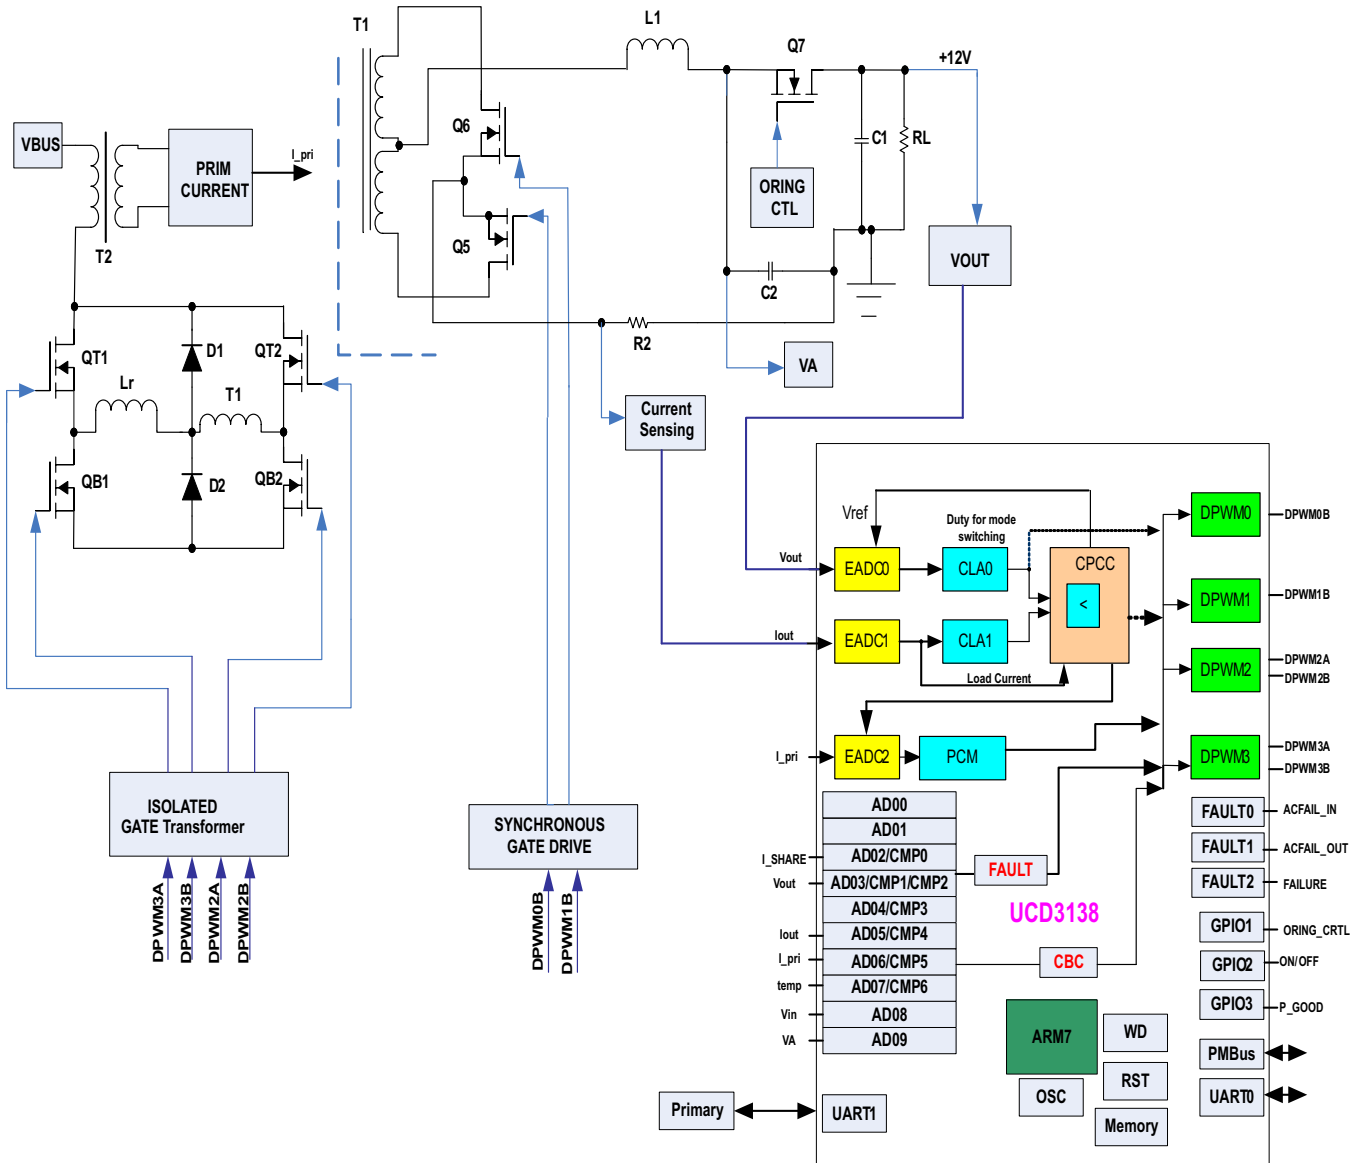 T1
L1
Q7
+12V
VBUS
PRIM
CURRENT
I_pri
T2
Q6
Q5
ORING
CTL
C1
RL
VOUT
C2
R2
VA
QT1
D1
QT2
Lr
T1
QB1
D2
QB2
Current
Sensing
Vref
Duty for mode
switching
Vout
EADC0
CLA0
CPCC
<
DPWM0
DPWM0B
DPWM1
DPWM1B
Iout
EADC1
CLA1
Load Current
DPWM2
DPWM2A
DPWM2B
I_pri
EADC2
PCM
DPWM3
DPWM3A
DPWM3B
ISOLATED
GATE Transformer
SYNCHRONOUS
GATE DRIVE
DPWM3A
DPWM3B
DPWM2A
DPWM2B
DPWM0B
DPWM1B
AD00
AD01
I_SHARE
AD02/CMP0
Vout
AD03/CMP1/CMP2
AD04/CMP3
Iout
AD05/CMP4
I_pri
AD06/CMP5
temp
AD07/CMP6
Vin
AD08
VA
AD09
FAULT
UCD3138
CBC
FAULT0
ACFAIL_IN
FAULT1
ACFAIL_OUT
FAULT2
FAILURE
GPIO1
ORING_CRTL
GPIO2
ON/OFF
GPIO3
P_GOOD
ARM7
WD
PMBus
RST
OSC
UART0
Memory
Primary
UART1